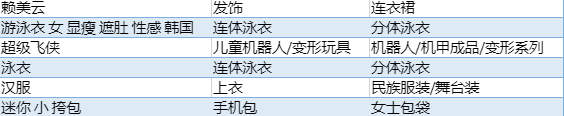 赖美云 发饰 连衣裙
游泳衣 女 显瘦 遮肚 性感 韩国 连体泳衣 分体泳衣
超级飞侠 儿童机器人/变形玩具 机器人/机甲成品/变形系列
泳衣 连体泳衣 分体泳衣
汉服 上衣 民族服装/舞台装
迷你 小 挎包 手机包 女士包袋